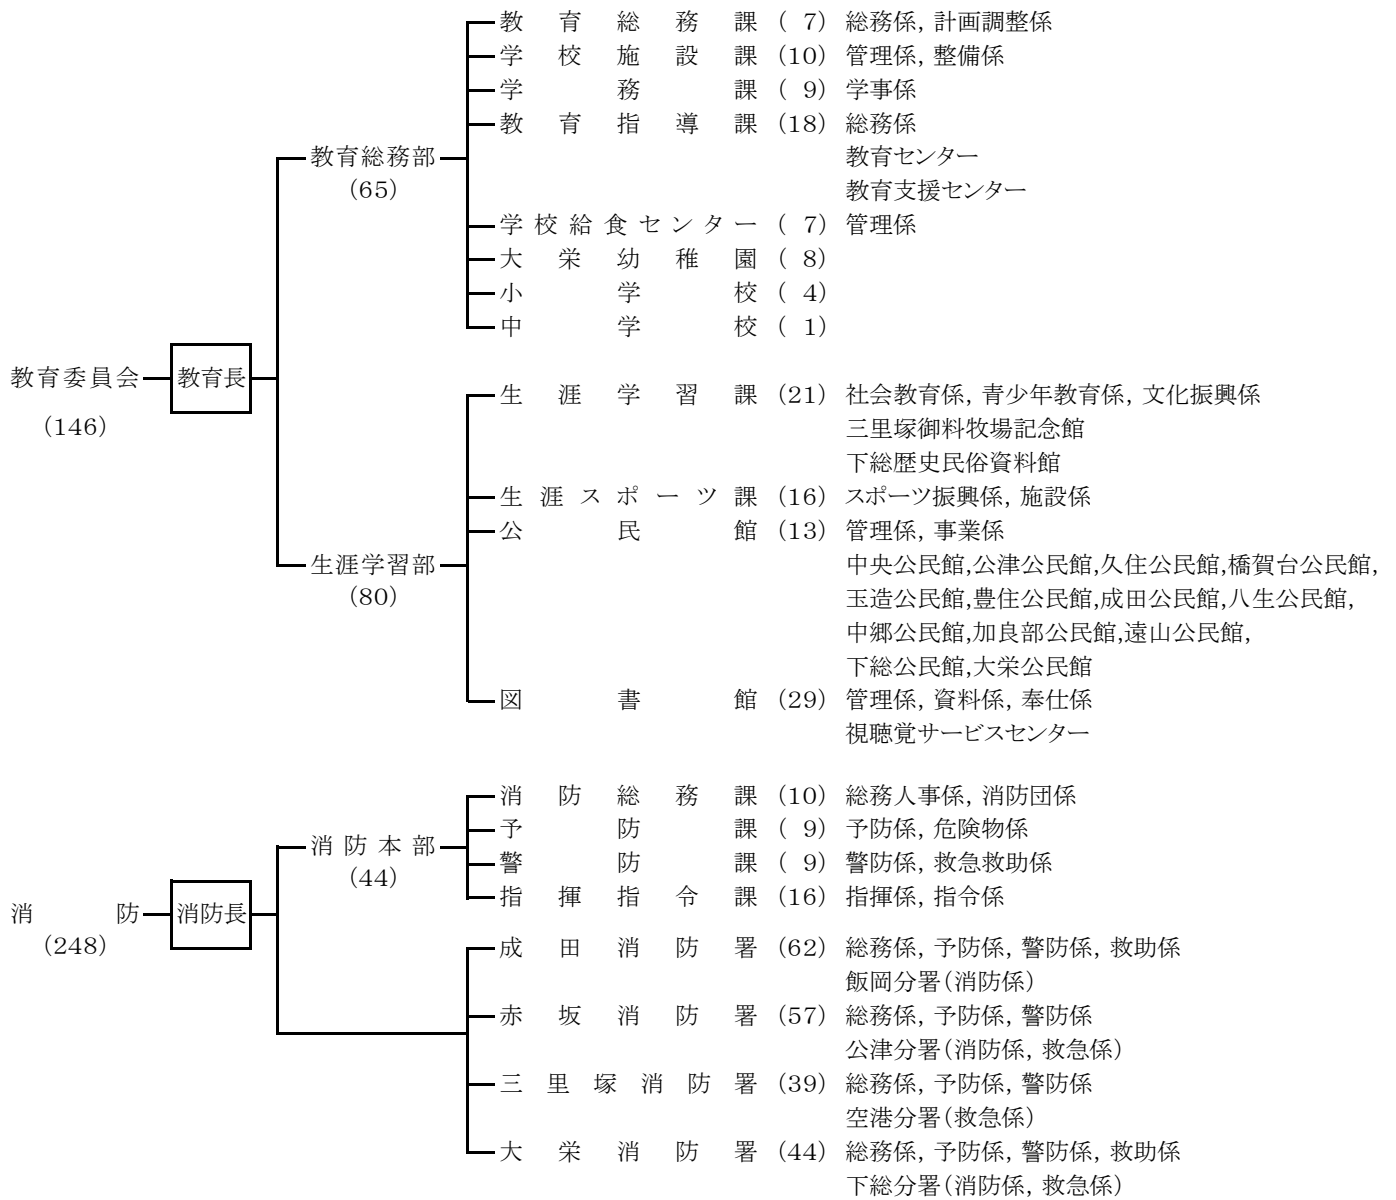 教育総務課 ( 7) 総務係, 計画調整係
学校施設課 (10) 管理係, 整備係
学務課 ( 9) 学事係
教育指導課 (18) 総務係
教育総務部 教育センター
(65) 教育支援センター
学校給食センター ( 7) 管理係
大栄幼稚園 ( 8)
小学校 ( 4)
中学校 ( 1)
教育委員会 教育長
(146)
生涯学習課 (21) 社会教育係, 青少年教育係, 文化振興係
三里塚御料牧場記念館
下総歴史民俗資料館
生涯スポーツ課 (16) スポーツ振興係, 施設係
公民館 (13) 管理係, 事業係
生涯学習部 中央公民館,公津公民館,久住公民館,橋賀台公民館,
(80) 玉造公民館,豊住公民館,成田公民館,八生公民館,
中郷公民館,加良部公民館,遠山公民館,
下総公民館,大栄公民館
図書館 (29) 管理係, 資料係, 奉仕係
視聴覚サービスセンター
消防総務課 (10) 総務人事係, 消防団係
予防課 ( 9) 予防係, 危険物係
消防本部
(44)
警防課 ( 9) 警防係, 救急救助係
指揮指令課 (16) 指揮係, 指令係
消防 消防長
(248)
成田消防署 (62) 総務係, 予防係, 警防係, 救助係
飯岡分署(消防係)
赤坂消防署 (57) 総務係, 予防係, 警防係
公津分署(消防係, 救急係)
三里塚消防署 (39) 総務係, 予防係, 警防係
空港分署(救急係)
大栄消防署 (44) 総務係, 予防係, 警防係, 救助係
下総分署(消防係, 救急係)